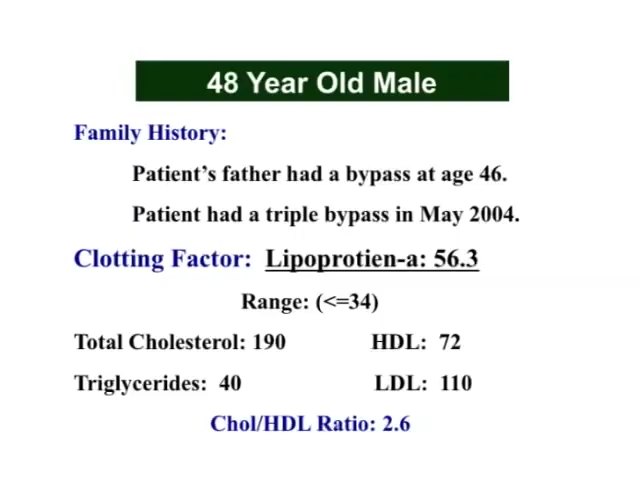 48 Year Old Male
Family History:
Patient's father had a bypass at age 46.
Patient had a triple bypass in May 2004.
Clotting Factor: Lipoprotien-a: 56.3
Range: (<=34)
Total Cholesterol: 190 HDL: 72
Triglycerides: 40 LDL: 110
Chol/HDL Ratio: 2.6